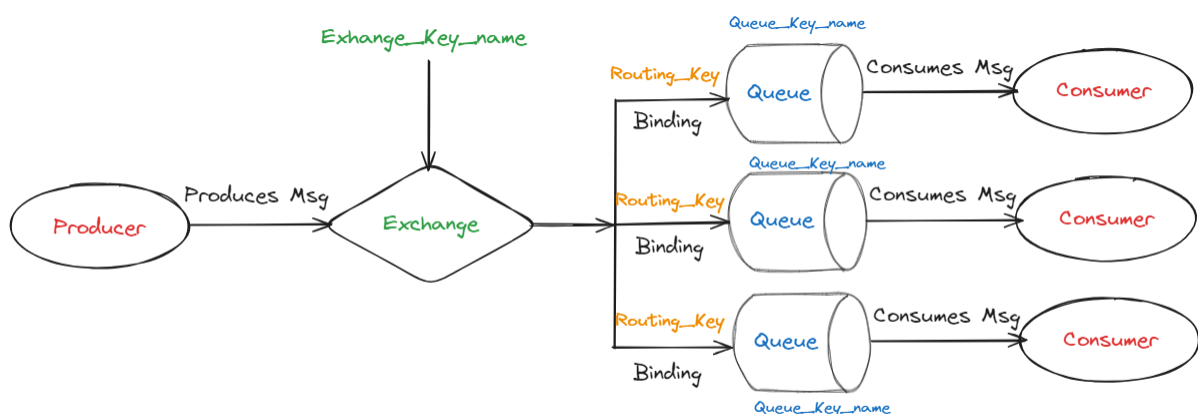 Queue_Key_name
Exhange_Key_name
Routing_Key
Queue
Consumes Msg
Consumer
Binding
Queue_Key_name
Producer
Produces Msg
Exchange
Routing_Key
Queue
Consumes Msg
Consumer
Binding
Routing_Key
Queue
Consumes Msg
Consumer
Binding
Queue_Key_name